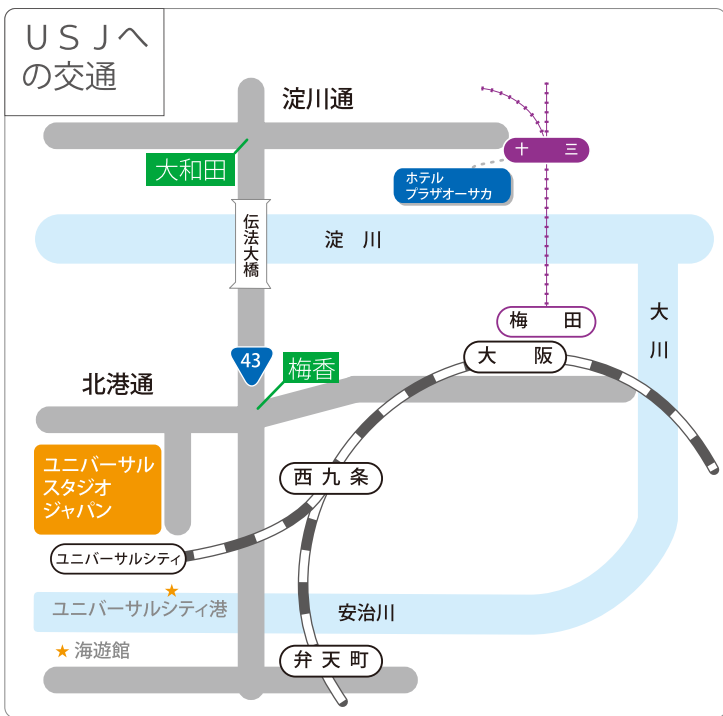 ＵＳＪへ
の交通
淀川通
十　三
大和田
ホテル
プラザオーサカ
伝法大橋
淀　川
大川
梅　田
大　阪
43
梅香
北港通
ユニバーサル
スタジオ
ジャパン
西九条
ユニバーサルシティ
ユニバーサルシティ港
安治川
海遊館
弁天町